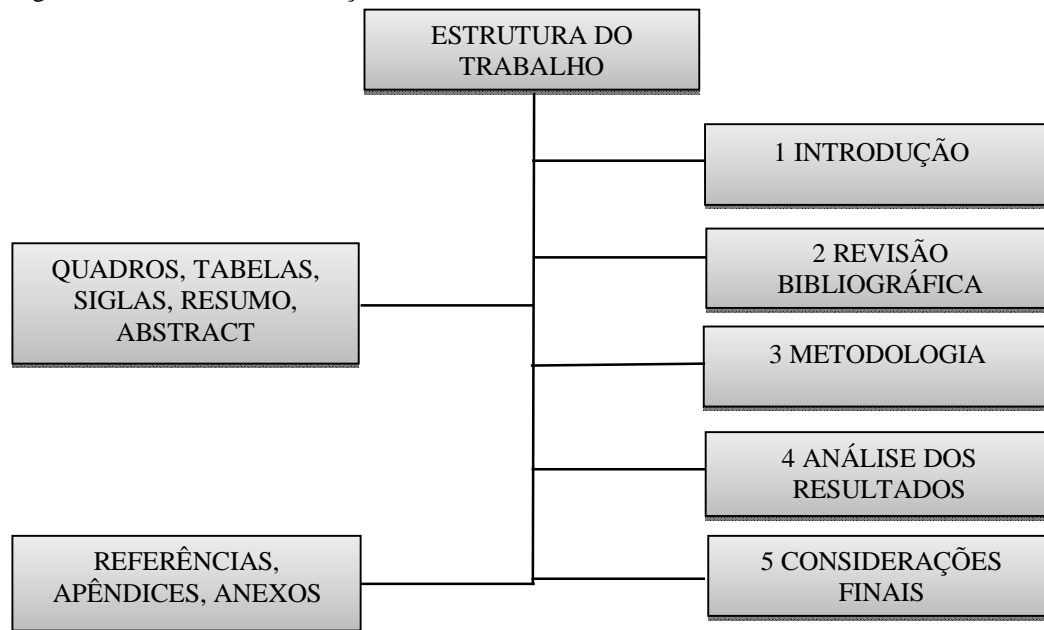 ESTRUTURA DO
TRABALHO
1 INTRODUÇÃO
2 REVISÃO
BIBLIOGRÁFICA
QUADROS, TABELAS,
SIGLAS, RESUMO,
ABSTRACT
3 METODOLOGIA
4 ANÁLISE DOS
RESULTADOS
REFERÊNCIAS,
APÊNDICES, ANEXOS
5 CONSIDERAÇÕES
FINAIS